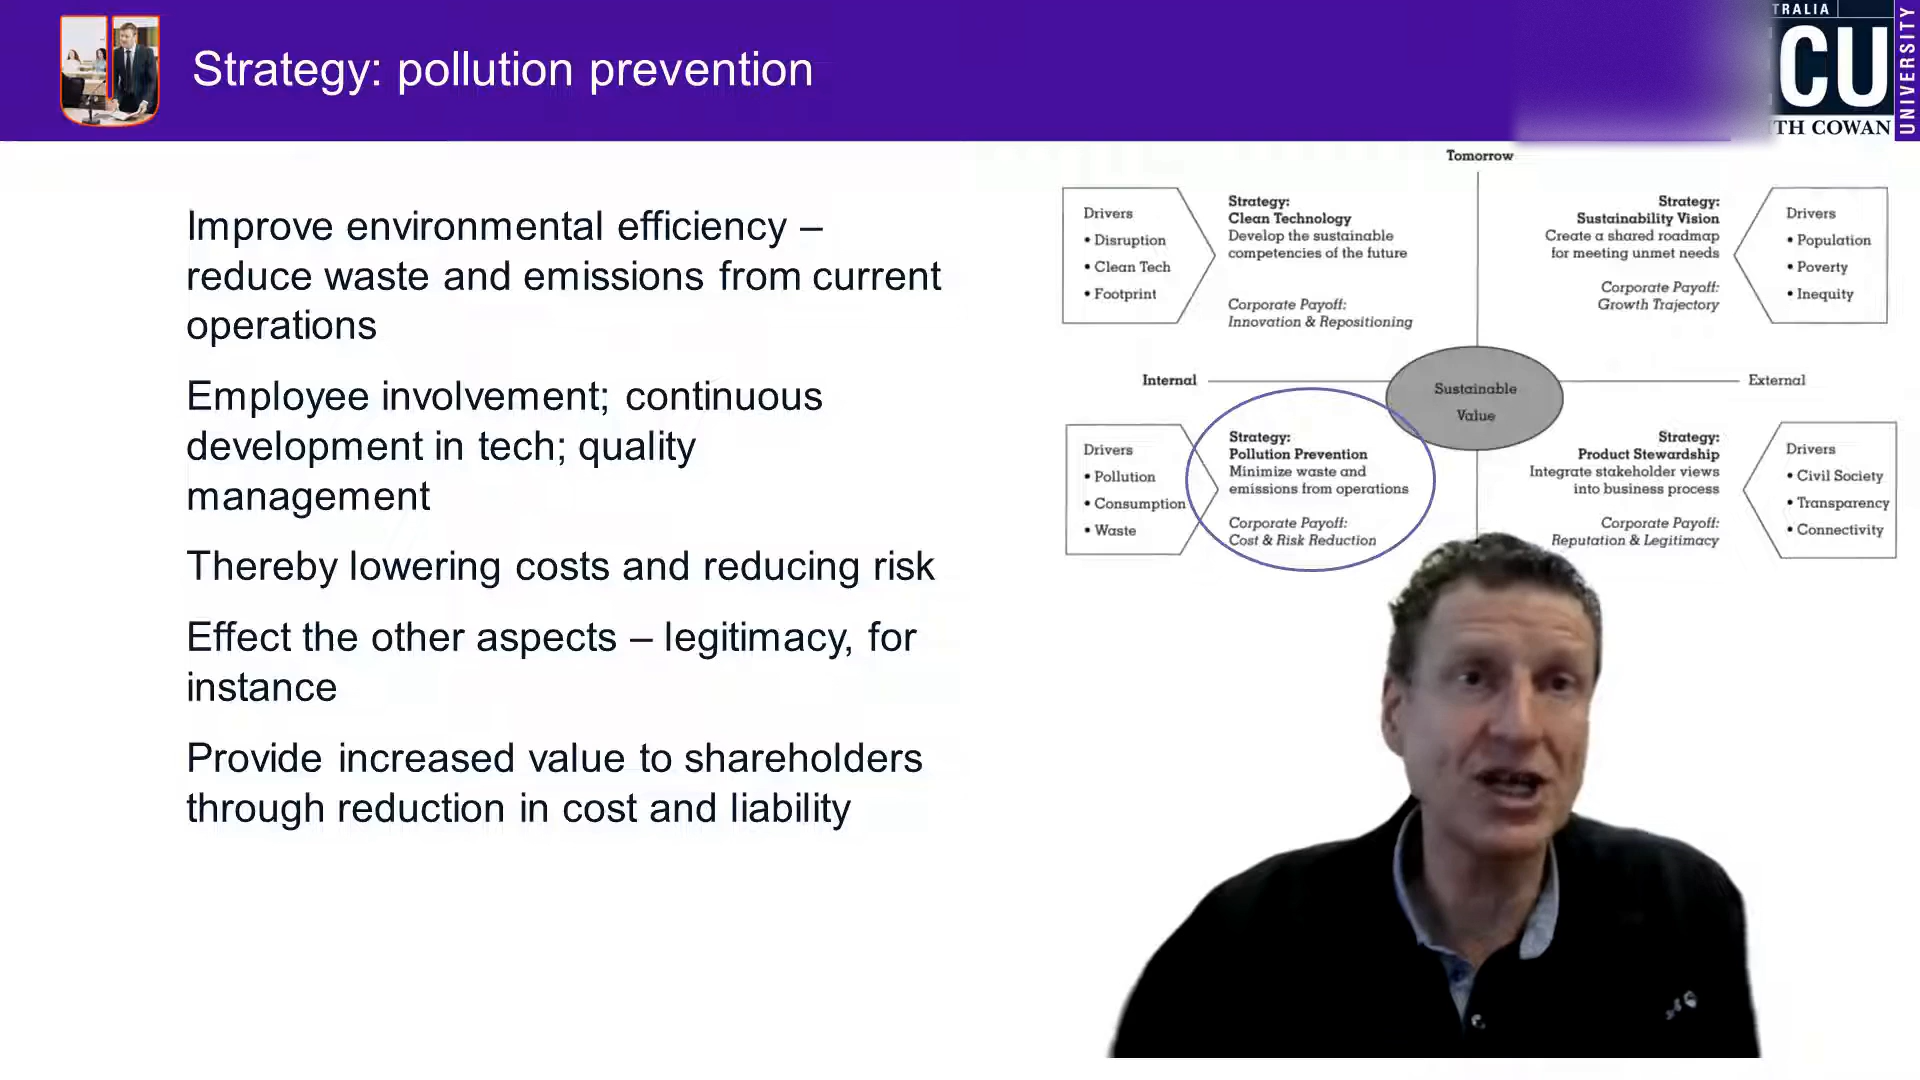 Strategy: pollution prevention
TRALIA
CU
UNIVERSITY
TH COWAN
Improve environmental efficiency –
reduce waste and emissions from current
operations
Employee involvement; continuous
development in tech; quality
management
Thereby lowering costs and reducing risk
Effect the other aspects – legitimacy, for
instance
Provide increased value to shareholders
through reduction in cost and liability
Tomorrow
Drivers
• Disruption
• Clean Tech
• Footprint
Strategy:
Clean Technology
Develop the sustainable
competencies of the future
Corporate Payoff:
Innovation & Repositioning
Strategy:
Sustainability Vision
Create a shared roadmap
for meeting unmet needs
Corporate Payoff:
Growth Trajectory
Drivers
• Population
• Poverty
• Inequity
Internal
Sustainable
Value
External
Drivers
• Pollution
• Consumption
• Waste
Strategy:
Pollution Prevention
Minimize waste and
emissions from operations
Corporate Payoff:
Cost & Risk Reduction
Strategy:
Product Stewardship
Integrate stakeholder views
into business process
Corporate Payoff:
Reputation & Legitimacy
Drivers
• Civil Society
• Transparency
• Connectivity